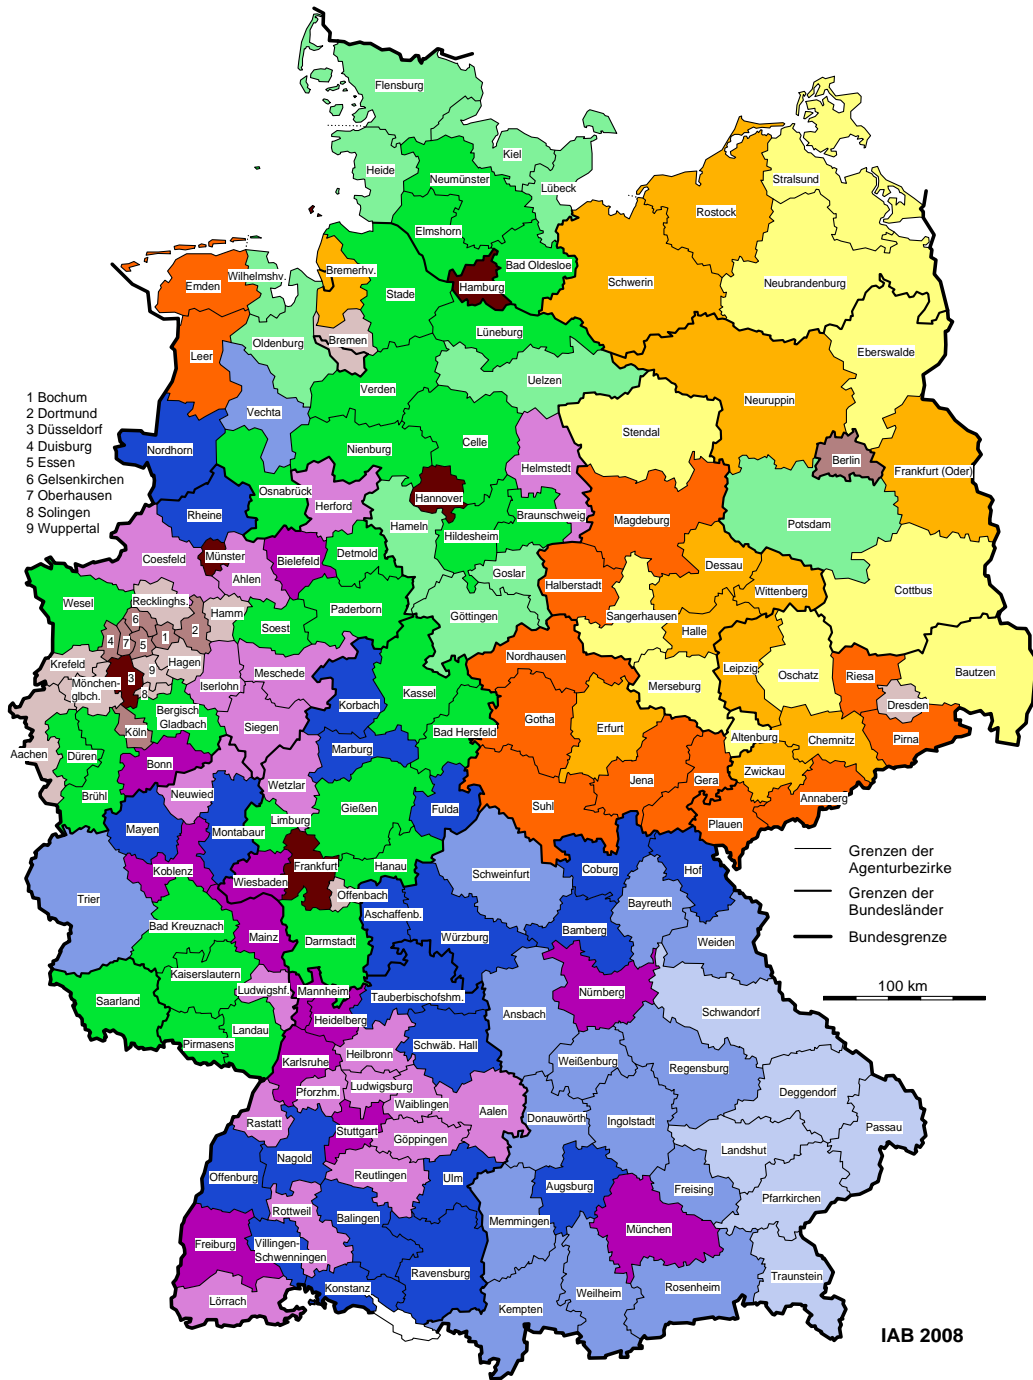 Flensburg
Kiel
Heide
Neumünster
Lübeck
Stralsund
Rostock
Elmshorn
Bad Oldesloe
Bremerhv.
Wilhelmshv.
Emden
Hamburg
Stade
Schwerin
Neubrandenburg
Lüneburg
Oldenburg
Bremen
Leer
Eberswalde
Uelzen
Verden
Neuruppin
1 Bochum
2 Dortmund
3 Düsseldorf
4 Duisburg
5 Essen
6 Gelsenkirchen
7 Oberhausen
8 Solingen
9 Wuppertal
Vechta
Nordhorn
Nienburg
Celle
Stendal
Helmstedt
Berlin
Frankfurt (Oder)
Osnabrück
Herford
Hannover
Rheine
Hameln
Braunschweig
Magdeburg
Potsdam
Hildesheim
Coesfeld
Münster
Bielefeld
Detmold
Ahlen
Goslar
Halberstadt
Dessau
Wittenberg
Cottbus
Wesel
Recklinghs.
Hamm
Paderborn
Göttingen
Sangerhausen
6
Soest
Halle
4
7
5
1
2
Nordhausen
Krefeld
9
Hagen
Meschede
Leipzig
Oschatz
Riesa
Bautzen
Mönchen-
glbch.
3
8
Iserlohn
Kassel
Merseburg
Dresden
Korbach
Bergisch
Gladbach
Gotha
Siegen
Erfurt
Köln
Bad Hersfeld
Altenburg
Chemnitz
Pirna
Aachen
Düren
Marburg
Bonn
Zwickau
Jena
Gera
Wetzlar
Brühl
Neuwied
Annaberg
Gießen
Fulda
Suhl
Limburg
Plauen
Mayen
Montabaur
Grenzen der
Agenturbezirke
Koblenz
Frankfurt
Hanau
Coburg
Hof
Wiesbaden
Schweinfurt
Trier
Offenbach
Grenzen der
Bundesländer
Bayreuth
Aschaffenb.
Bad Kreuznach
Bamberg
Mainz
Würzburg
Bundesgrenze
Darmstadt
Weiden
Kaiserslautern
100 km
Ludwigshf.
Mannheim
Nürnberg
Saarland
Tauberbischofshm.
Ansbach
Schwandorf
Heidelberg
Landau
Pirmasens
Schwäb. Hall
Heilbronn
Karlsruhe
Weißenburg
Regensburg
Pforzhm.
Ludwigsburg
Deggendorf
Waiblingen
Aalen
Rastatt
Donauwörth
Ingolstadt
Passau
Stuttgart
Göppingen
Landshut
Nagold
Offenburg
Reutlingen
Ulm
Augsburg
Freising
Pfarrkirchen
Rottweil
Balingen
Memmingen
München
Freiburg
Villingen-
Schwenningen
Ravensburg
Traunstein
Konstanz
Rosenheim
Weilheim
Lörrach
Kempten
IAB 2008